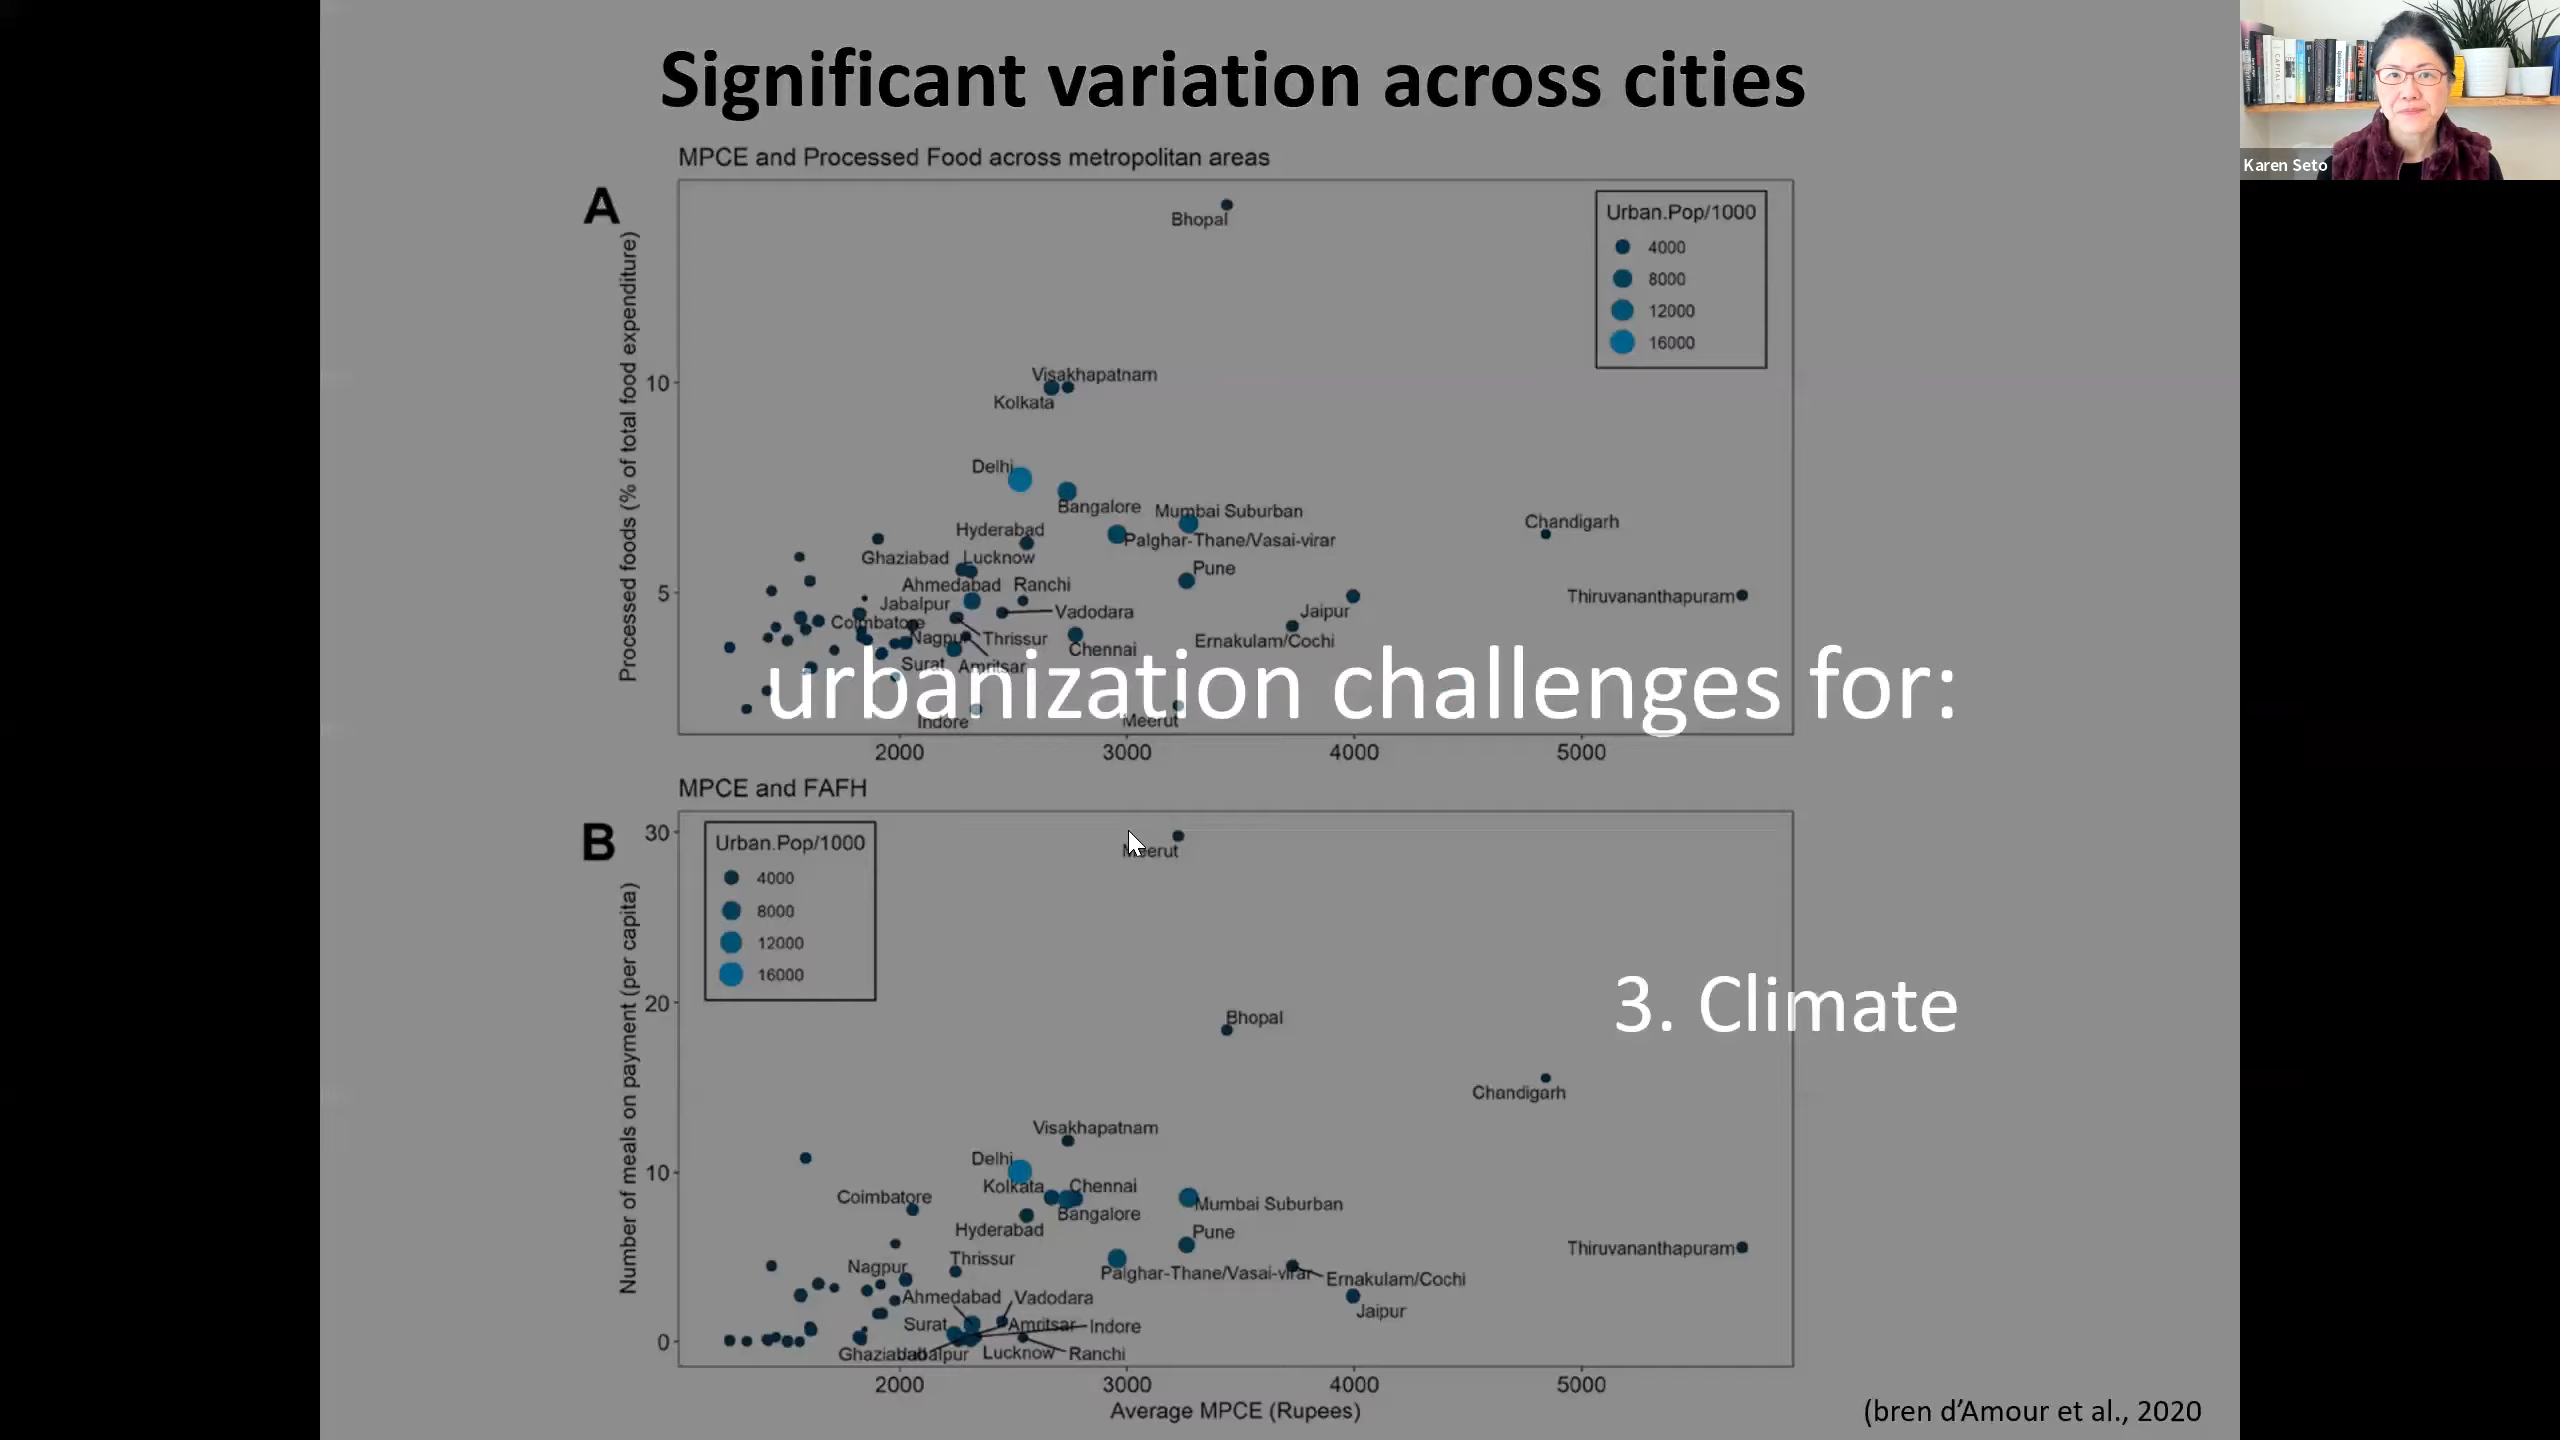 Significant variation across cities
Karen Seto
MPCE and Processed Food across metropolitan areas
A
Processed foods (% of total food expenditure)
10
5
Urban.Pop/1000
4000
8000
12000
16000
Bhopal
Visakhapatnam
Kolkata
Delhi
Bangalore
Mumbai Suburban
Chandigarh
Hyderabad
Palghar-Thane/Vasai-virar
Ghaziabad
Lucknow
Pune
Ahmedabad
Ranchi
Thiruvananthapuram
Jabalpur
Vadodara
Jaipur
Coimbatore
Nagpur
Thrissur
Ernakulam/Cochi
Chennai
Surat
Amritsar
urbanization challenges for:
Indore
Meerut
2000
3000
4000
5000
MPCE and FAFH
B
Number of meals on payment (per capita)
30
20
10
0
Urban.Pop/1000
4000
8000
12000
16000
Meerut
3. Climate
Bhopal
Chandigarh
Visakhapatnam
Delhi
Kolkata
Chennai
Coimbatore
Mumbai Suburban
Bangalore
Hyderabad
Pune
Thiruvananthapuram
Thrissur
Nagpur
Palghar-Thane/Vasai-virar
Ernakulam/Cochi
Ahmedabad
Vadodara
Jaipur
Surat
Amritsar
Indore
Ghaziabad
Jabalpur
Lucknow
Ranchi
2000
3000
4000
5000
Average MPCE (Rupees)
(bren d’Amour et al., 2020